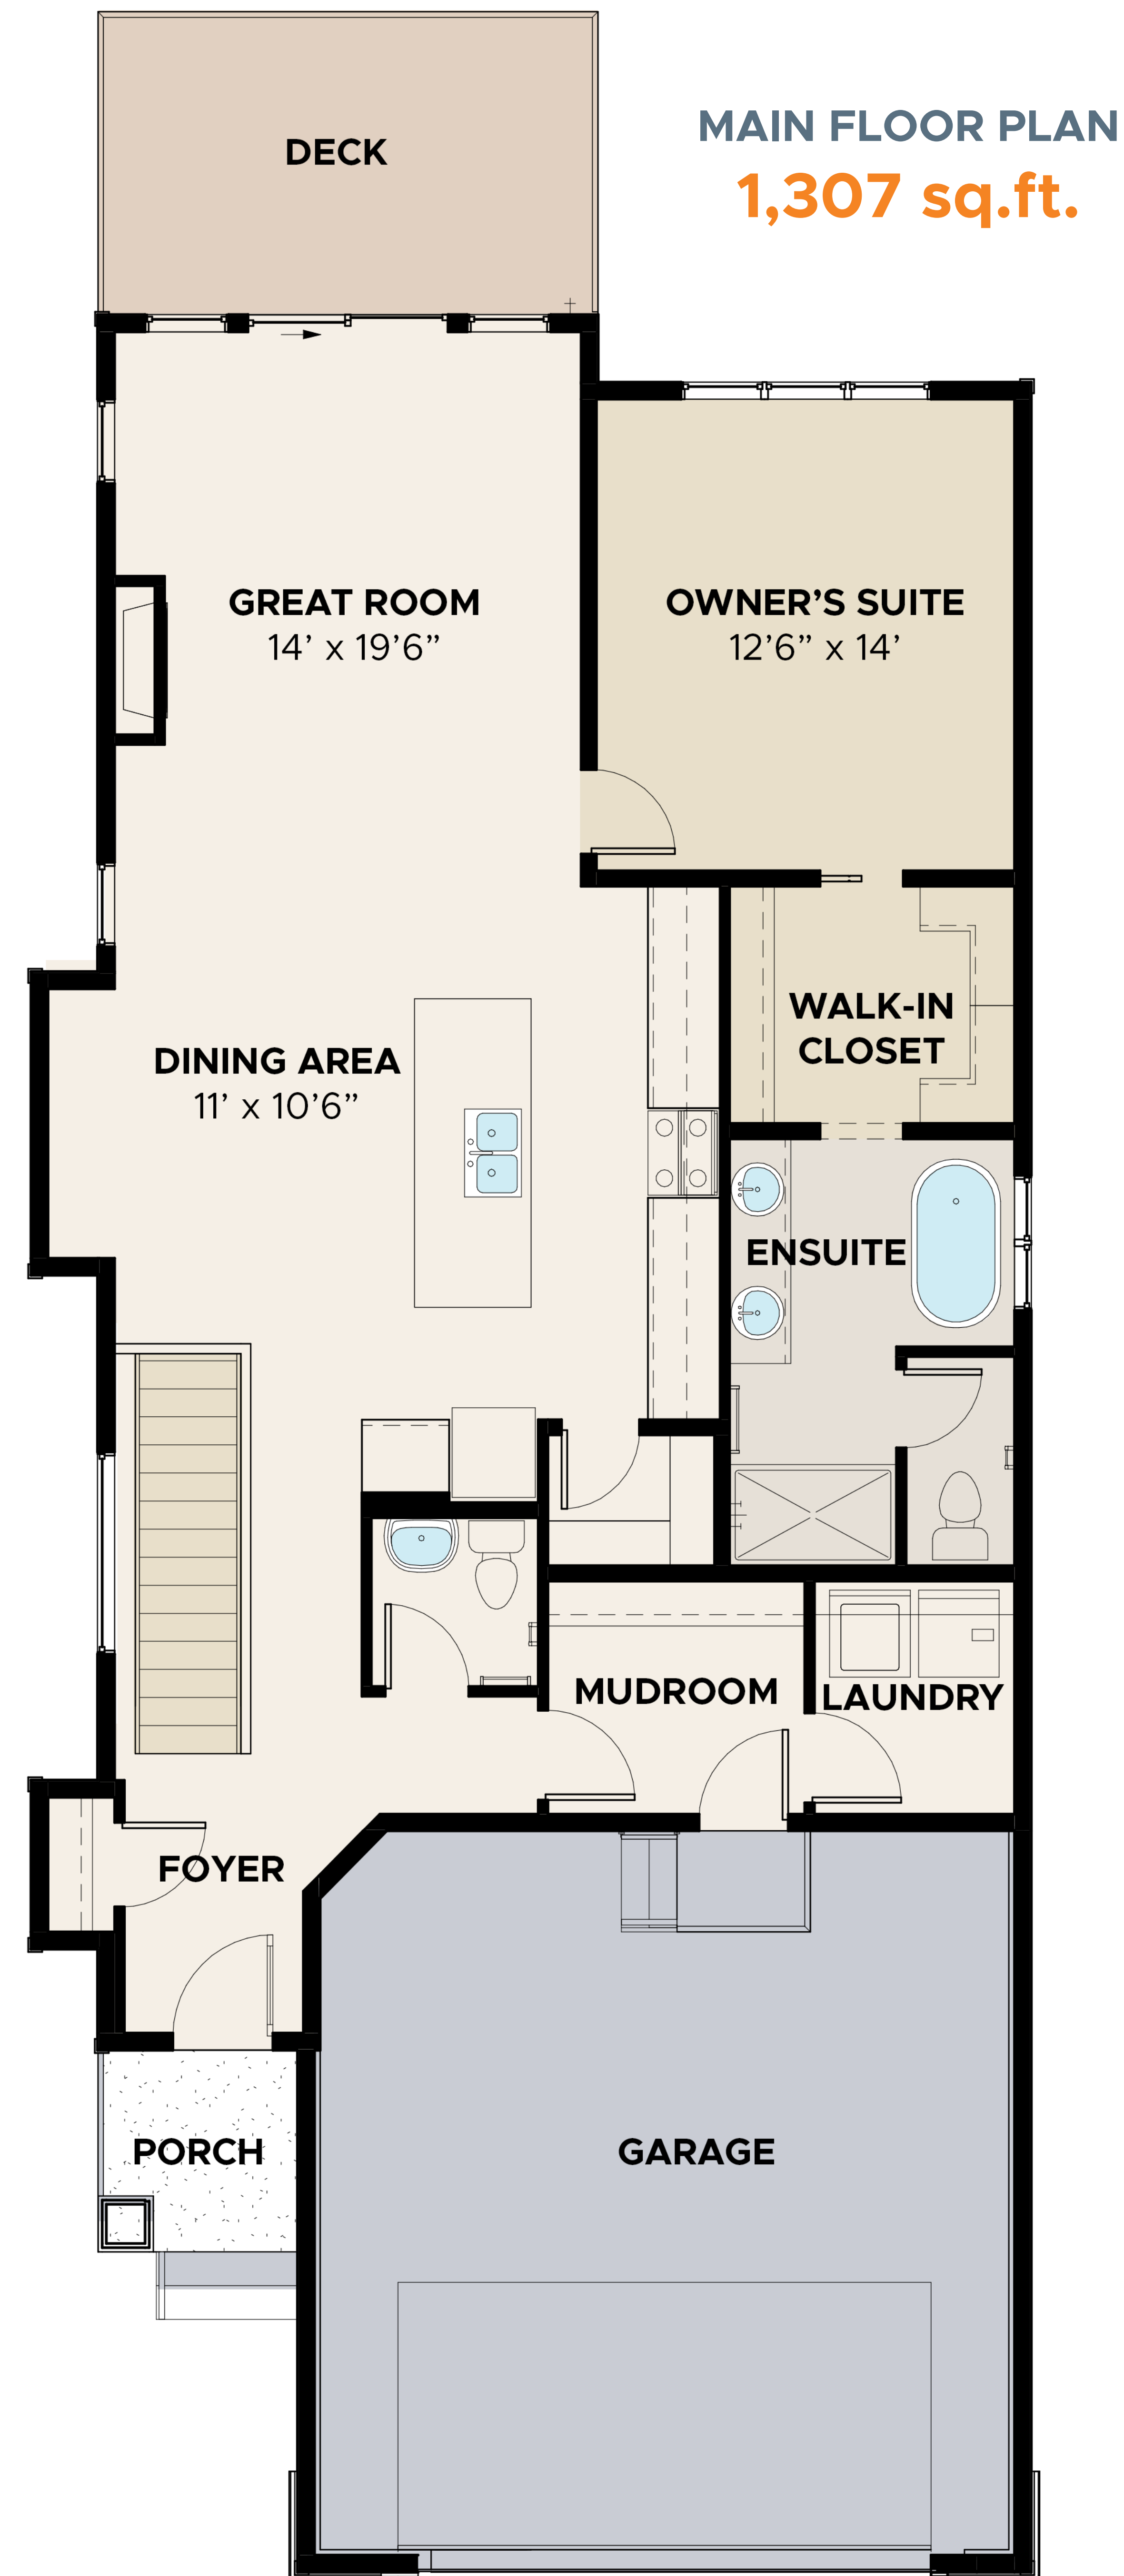 MAIN FLOOR PLAN
1,307 sq.ft.
DECK
GREAT ROOM
14’ x 19’6”
OWNER’S SUITE
12’6” x 14’
WALK-IN
CLOSET
DINING AREA
11’ x 10’6”
ENSUITE
MUDROOM
LAUNDRY
FOYER
PORCH
GARAGE